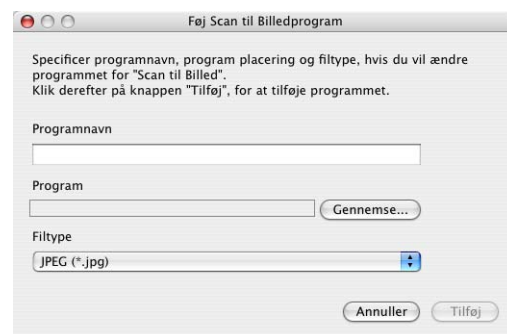 Føj Scan til Billedprogram
Specificer programnavn, program placering og filtype, hvis du vil ændre
programmet for "Scan til Billed".
Klik derefter på knappen "Tilføj", for at tilføje programmet.
Programnavn
Program
Gennemse...
Filtype
JPEG (*.jpg)
Annuller Tilføj